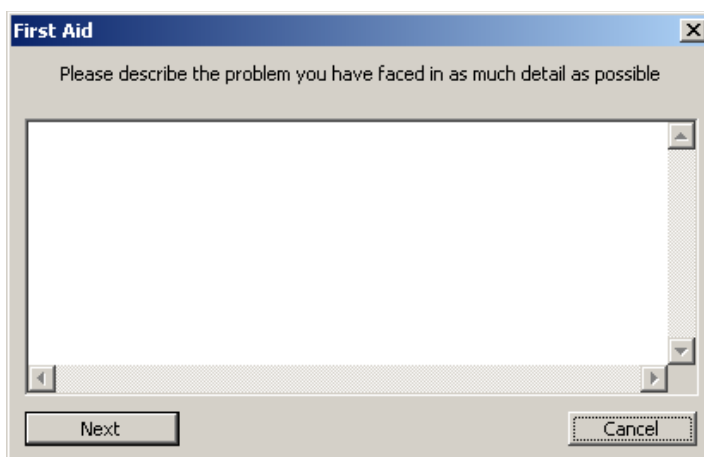 First Aid
Please describe the problem you have faced in as much detail as possible
Next
Cancel